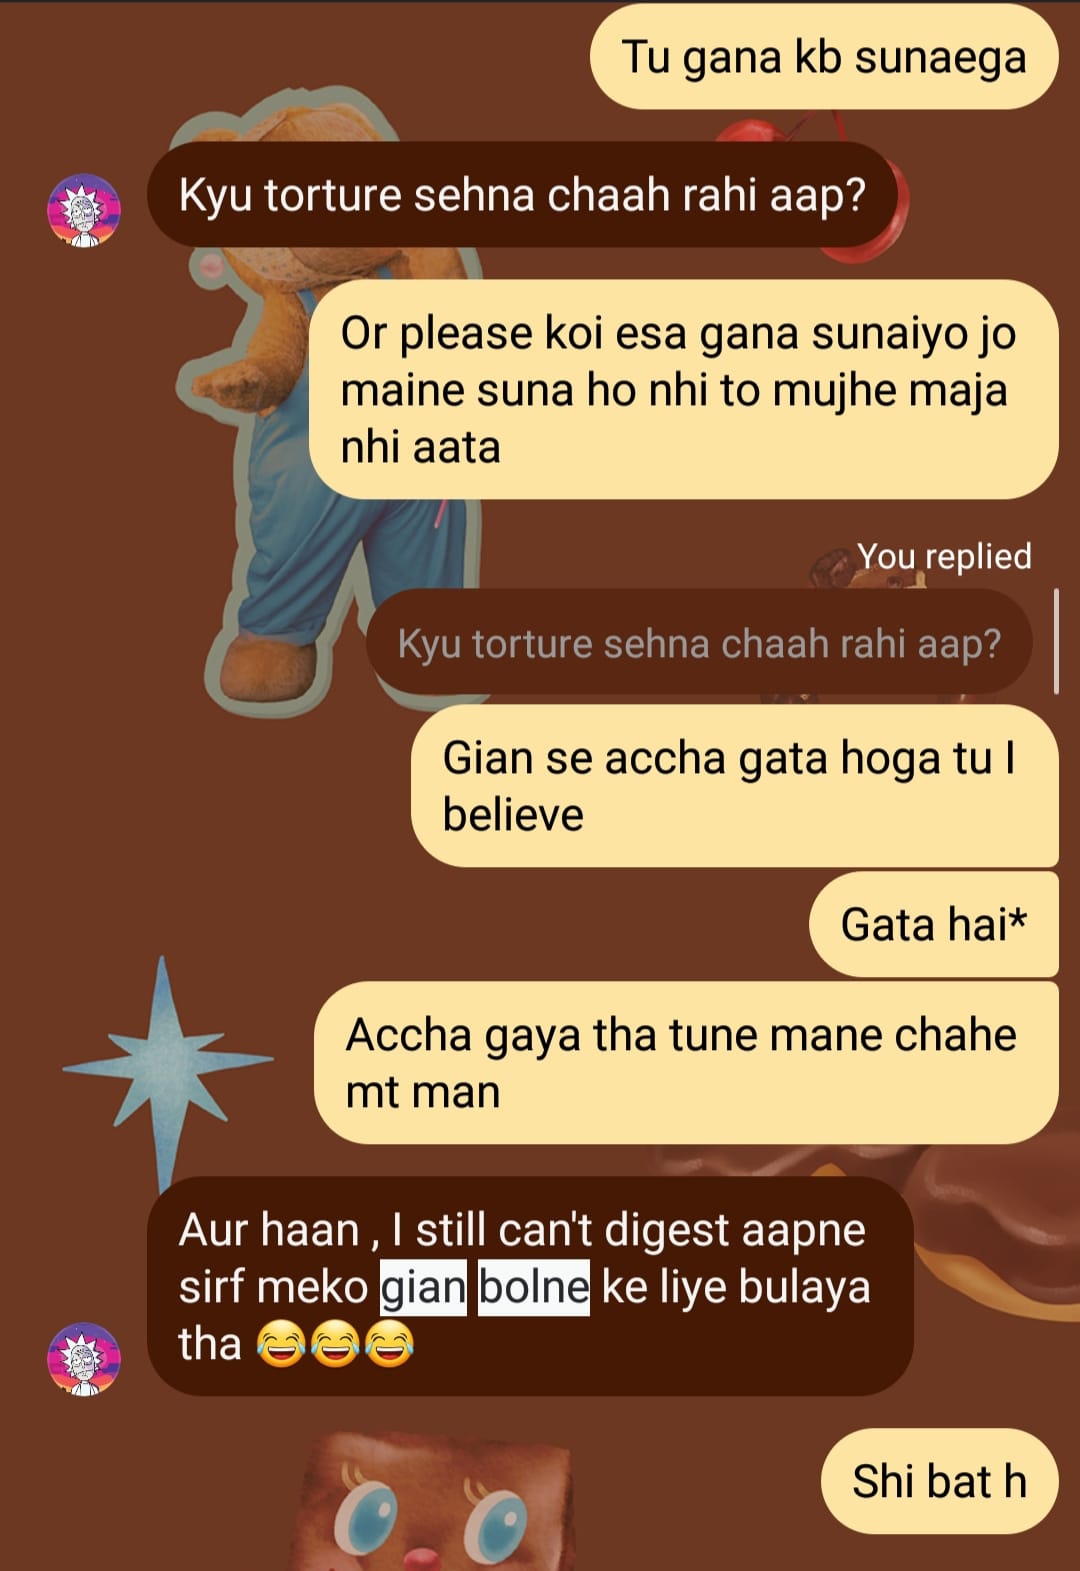 Tu gana kb sunaega
Kyu torture sehna chaah rahi aap?
Or please koi esa gana sunaiyo jo
maine suna ho nhi to mujhe maja
nhi aata
You replied
Kyu torture sehna chaah rahi aap?
Gian se accha gata hoga tu I
believe
Gata hai*
Accha gaya tha tune mane chahe
mt man
Aur haan , I still can't digest aapne
sirf meko gian bolne ke liye bulaya
tha 😂😂😂
Shi bat h